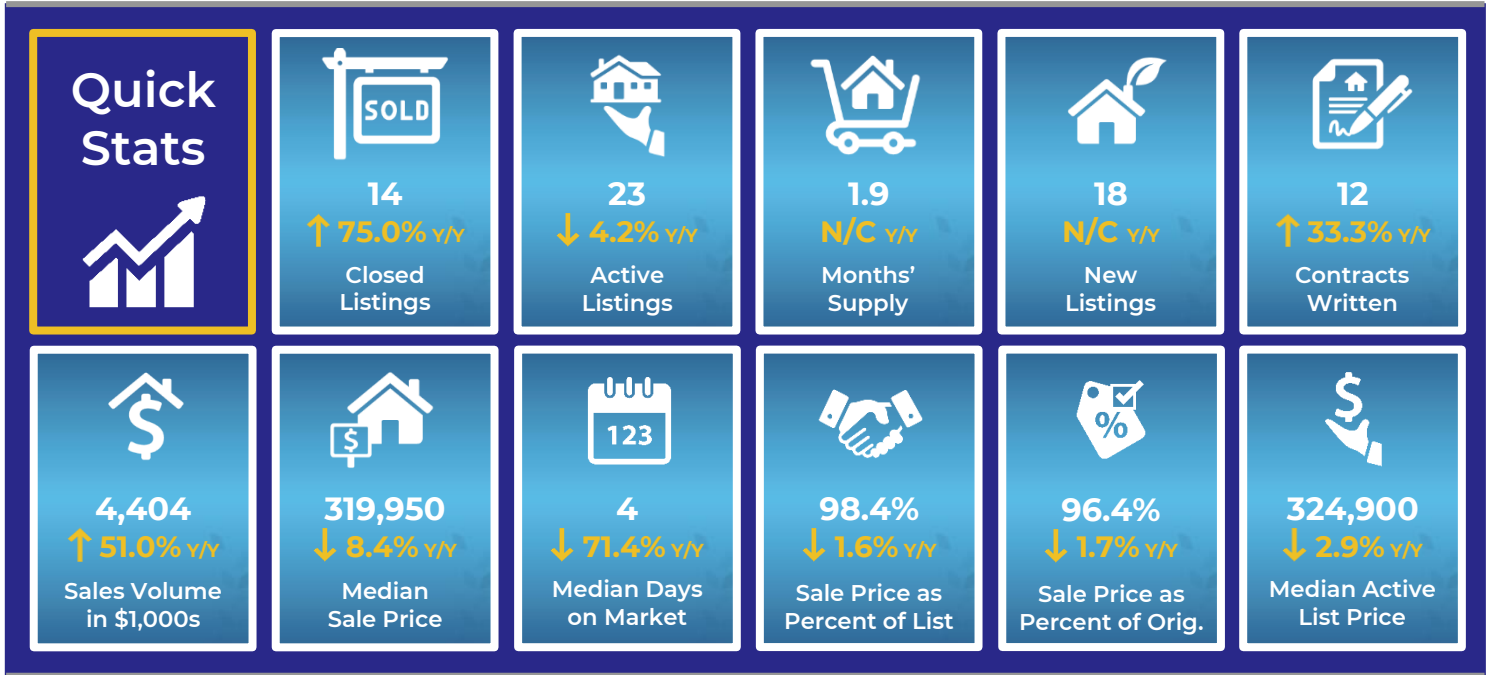 Quick
Stats
SOLD
14
↑ 75.0% Y/Y
Closed
Listings
23
↓ 4.2% Y/Y
Active
Listings
1.9
N/C Y/Y
Months’
Supply
18
N/C Y/Y
New
Listings
12
↑ 33.3% Y/Y
Contracts
Written
$
4,404
↑ 51.0% Y/Y
Sales Volume
in $1,000s
$
319,950
↓ 8.4% Y/Y
Median
Sale Price
123
4
↓ 71.4% Y/Y
Median Days
on Market
98.4%
↓ 1.6% Y/Y
Sale Price as
Percent of List
%
96.4%
↓ 1.7% Y/Y
Sale Price as
Percent of Orig.
$
324,900
↓ 2.9% Y/Y
Median Active
List Price